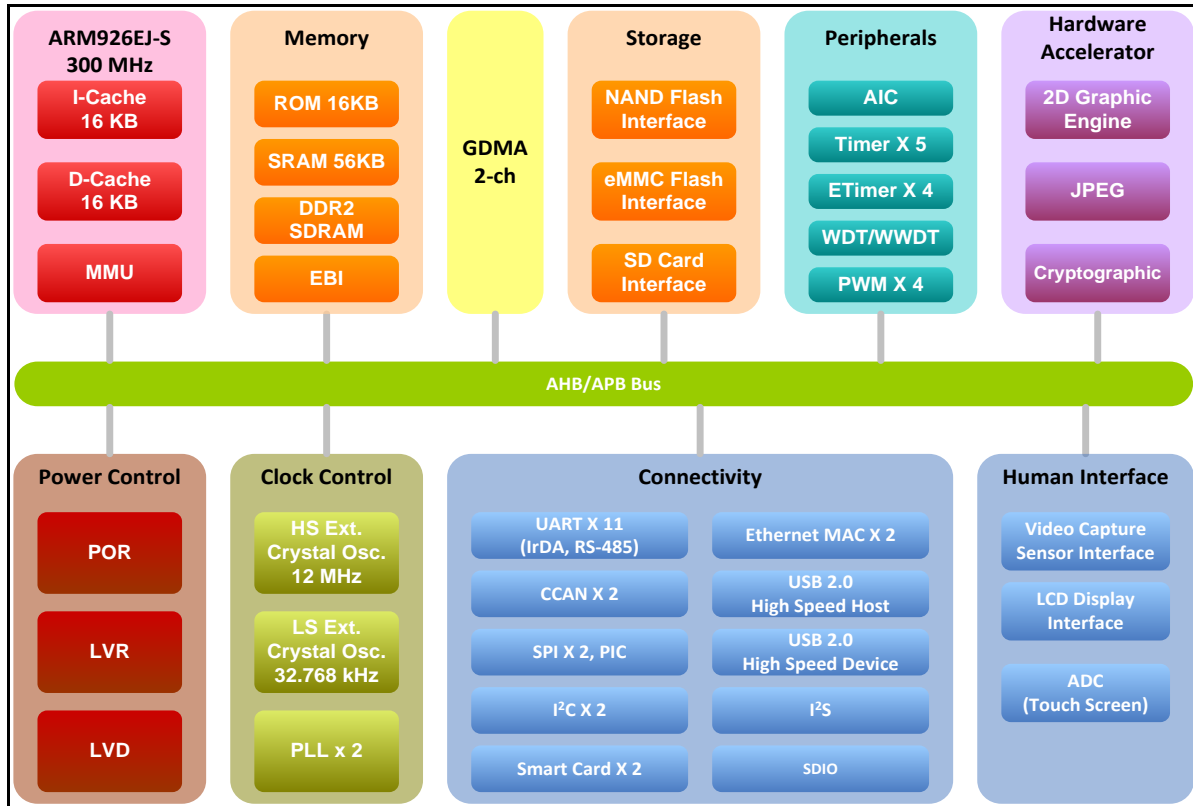 ARM926EJ-S
300 MHz
I-Cache
16 KB
D-Cache
16 KB
MMU
Memory
ROM 16KB
SRAM 56KB
DDR2
SDRAM
EBI
GDMA
2-ch
Storage
NAND Flash
Interface
eMMC Flash
Interface
SD Card
Interface
Peripherals
AIC
Timer X 5
ETimer X 4
WDT/WWDT
PWM X 4
Hardware
Accelerator
2D Graphic
Engine
JPEG
Cryptographic
AHB/APB Bus
Power Control
POR
LVR
LVD
Clock Control
HS Ext.
Crystal Osc.
12 MHz
LS Ext.
Crystal Osc.
32.768 kHz
PLL x 2
Connectivity
UART X 11
(IrDA, RS-485)
CCAN X 2
SPI X 2, PIC
I²C X 2
Smart Card X 2
Ethernet MAC X 2
USB 2.0
High Speed Host
USB 2.0
High Speed Device
I²S
SDIO
Human Interface
Video Capture
Sensor Interface
LCD Display
Interface
ADC
(Touch Screen)